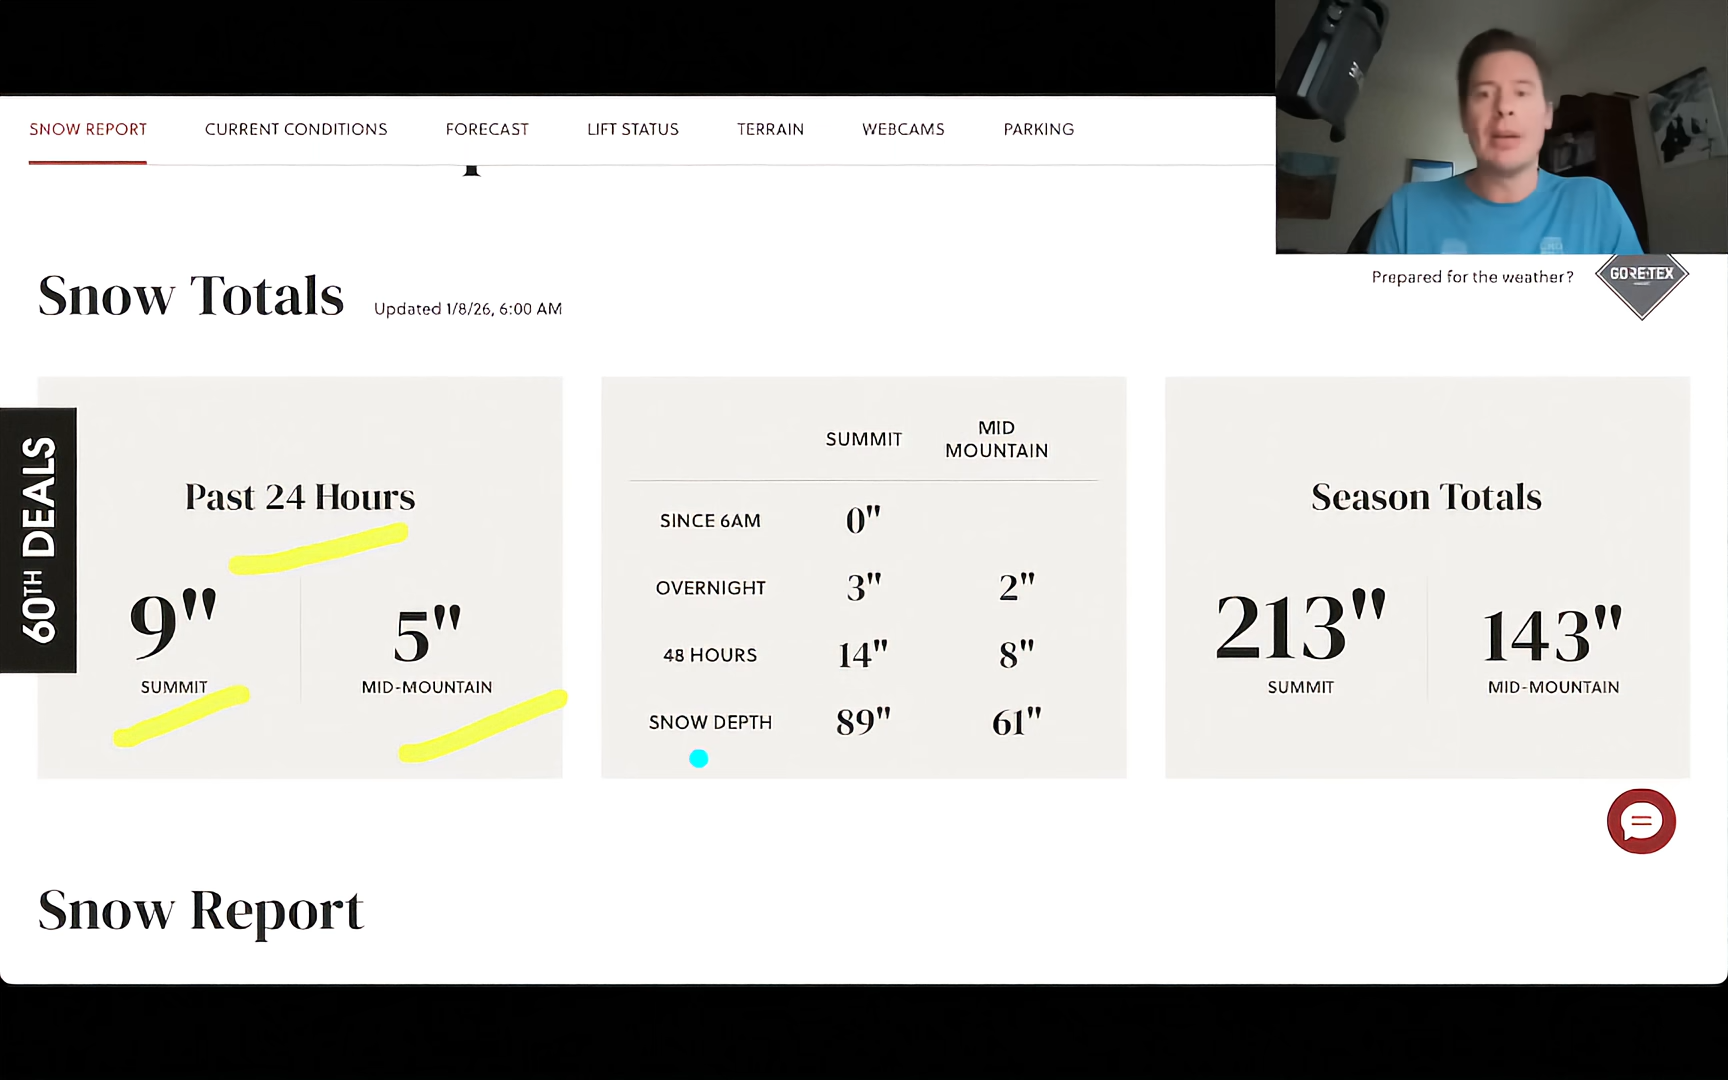 SNOW REPORT CURRENT CONDITIONS FORECAST LIFT STATUS TERRAIN WEBCAMS PARKING
Snow Totals Updated 1/8/26, 6:00 AM
Prepared for the weather? GORE-TEX
60TH DEALS
Past 24 Hours
9" 5"
SUMMIT MID-MOUNTAIN
SUMMIT MID MOUNTAIN
SINCE 6AM 0"
OVERNIGHT 3" 2"
48 HOURS 14" 8"
SNOW DEPTH 89" 61"
Season Totals
213" 143"
SUMMIT MID-MOUNTAIN
Snow Report